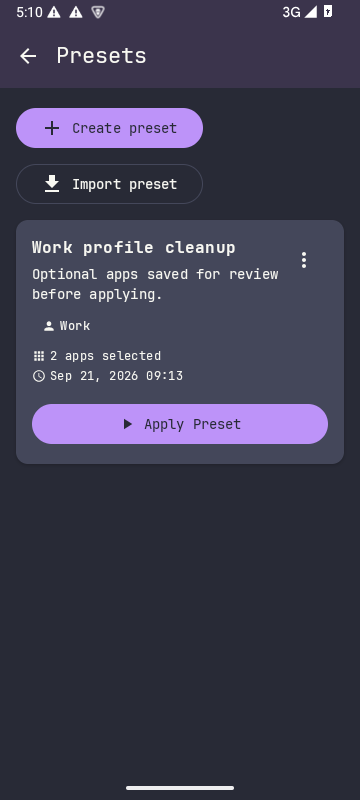 5:10
3G
Presets
Create preset
Import preset
Work profile cleanup
Optional apps saved for review
before applying.
Work
2 apps selected
Sep 21, 2026 09:13
Apply Preset